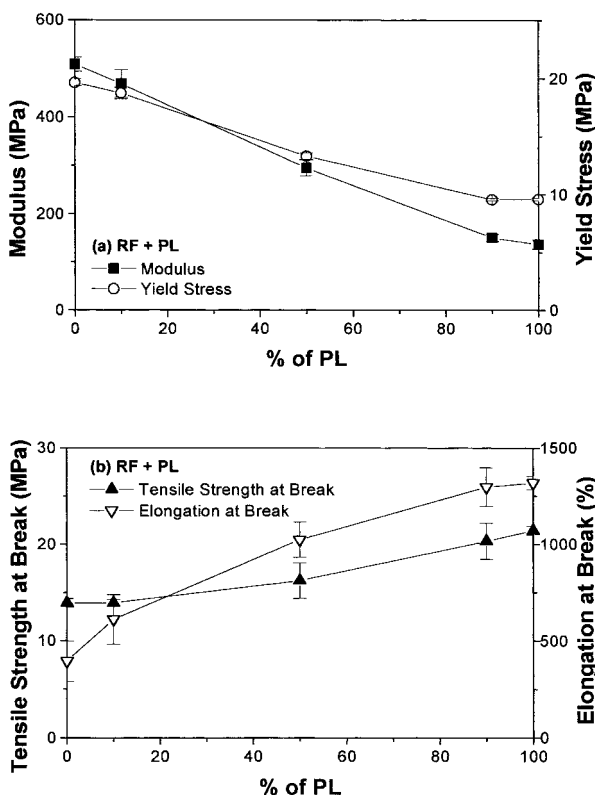 600
400
200
0
Modulus (MPa)
20
10
0
Yield Stress (MPa)
(a) RF + PL
Modulus
Yield Stress
0 20 40 60 80 100
% of PL
30
20
10
0
Tensile Strength at Break (MPa)
1500
1000
500
0
Elongation at Break (%)
(b) RF + PL
Tensile Strength at Break
Elongation at Break
0 20 40 60 80 100
% of PL